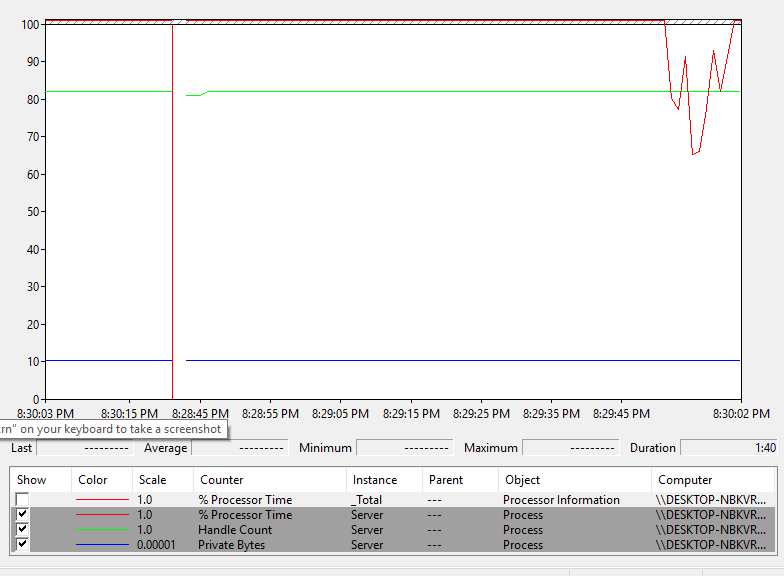 100
90
80
70
60
50
40
30
20
10
0
8:30:03 PM 8:30:15 PM 8:28:45 PM 8:28:55 PM 8:29:05 PM 8:29:15 PM 8:29:25 PM 8:29:35 PM 8:29:45 PM 8:30:02 PM
" on your keyboard to take a screenshot
Last --------- Average --------- Minimum --------- Maximum --------- Duration 1:40
Show Color Scale Counter Instance Parent Object Computer
1.0 % Processor Time _Total --- Processor Information \\DESKTOP-NBKVR...
1.0 % Processor Time Server --- Process \\DESKTOP-NBKVR...
1.0 Handle Count Server --- Process \\DESKTOP-NBKVR...
0.00001 Private Bytes Server --- Process \\DESKTOP-NBKVR...